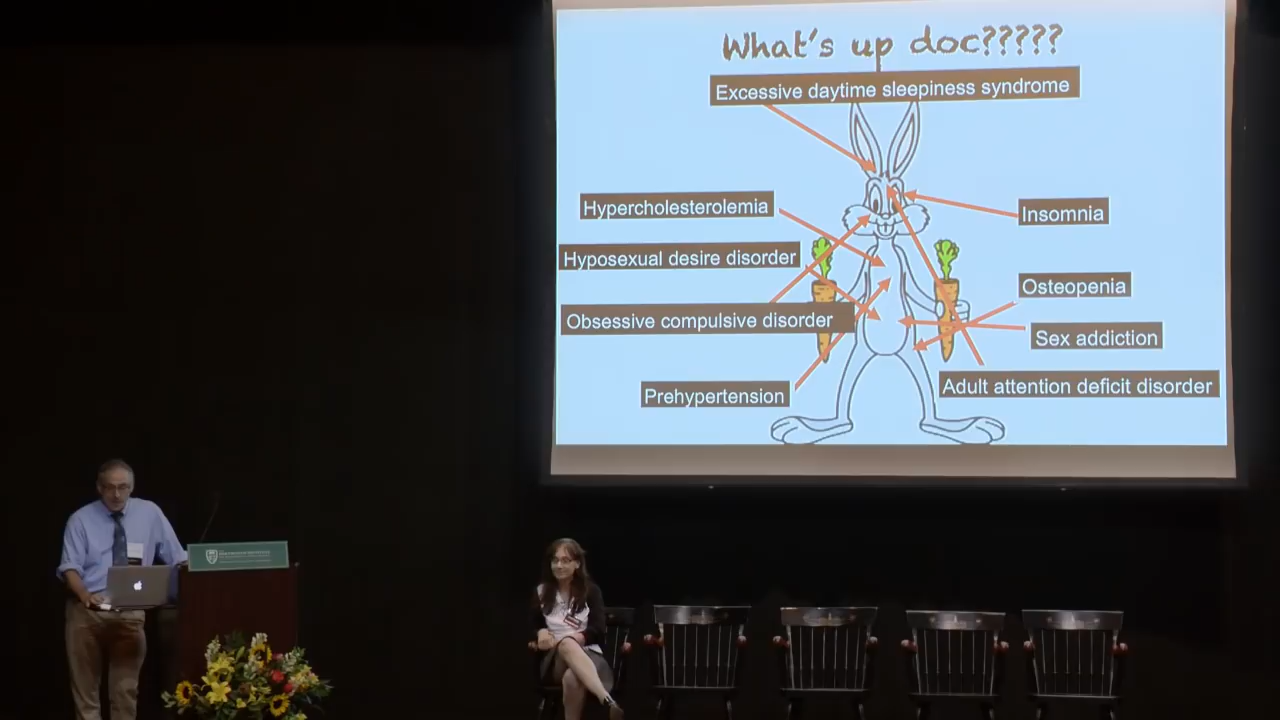 What's up doc?????
Excessive daytime sleepiness syndrome
Hypercholesterolemia
Insomnia
Hyposexual desire disorder
Osteopenia
Obsessive compulsive disorder
Sex addiction
Prehypertension
Adult attention deficit disorder